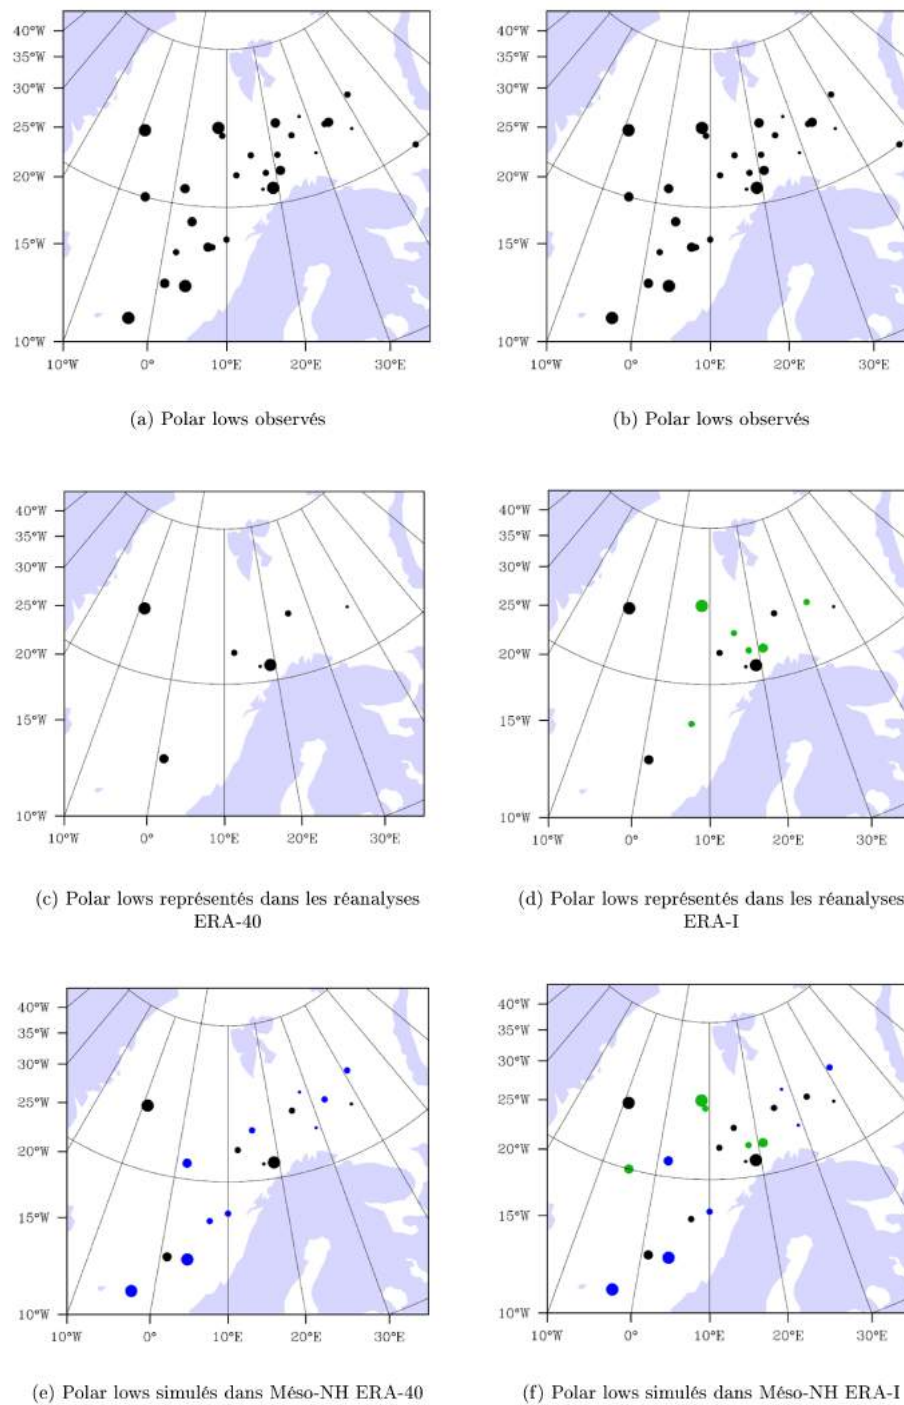 40°W
35°W
30°W
25°W
20°W
15°W
10°W
10°W 0° 10°E 20°E 30°E
(a) Polar lows observés
40°W
35°W
30°W
25°W
20°W
15°W
10°W
10°W 0° 10°E 20°E 30°E
(b) Polar lows observés
40°W
35°W
30°W
25°W
20°W
15°W
10°W
10°W 0° 10°E 20°E 30°E
(c) Polar lows représentés dans les réanalyses
ERA-40
40°W
35°W
30°W
25°W
20°W
15°W
10°W
10°W 0° 10°E 20°E 30°E
(d) Polar lows représentés dans les réanalyses
ERA-I
40°W
35°W
30°W
25°W
20°W
15°W
10°W
10°W 0° 10°E 20°E 30°E
(e) Polar lows simulés dans Méso-NH ERA-40
40°W
35°W
30°W
25°W
20°W
15°W
10°W
10°W 0° 10°E 20°E 30°E
(f) Polar lows simulés dans Méso-NH ERA-I